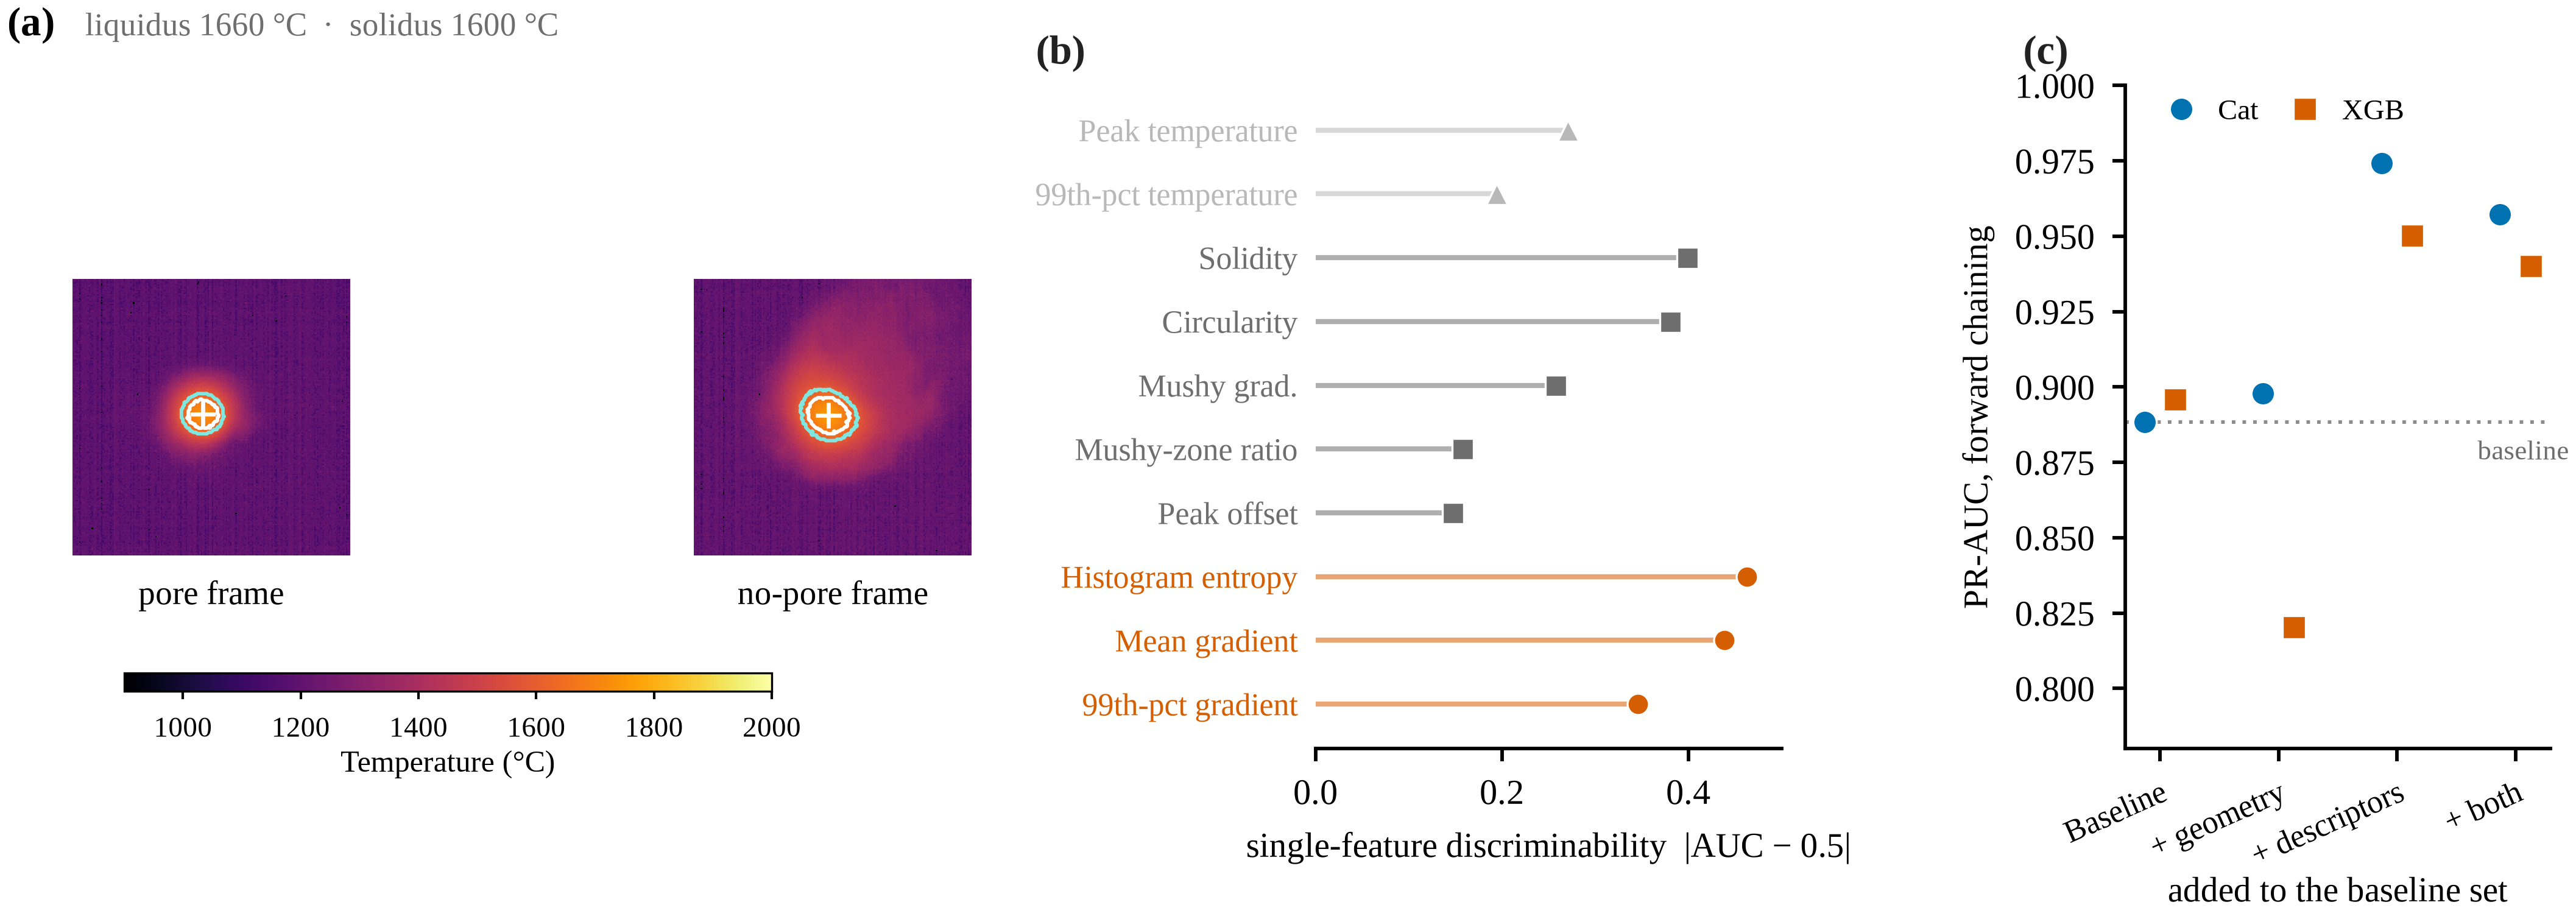 (a) liquidus 1660 °C · solidus 1600 °C
pore frame
no-pore frame
1000 1200 1400 1600 1800 2000
Temperature (°C)
(b)
Peak temperature
99th-pct temperature
Solidity
Circularity
Mushy grad.
Mushy-zone ratio
Peak offset
Histogram entropy
Mean gradient
99th-pct gradient
0.0 0.2 0.4
single-feature discriminability |AUC − 0.5|
(c)
Cat XGB
1.000
0.975
0.950
0.925
0.900
0.875
0.850
0.825
0.800
PR-AUC, forward chaining
baseline
Baseline
+ geometry
+ descriptors
+ both
added to the baseline set